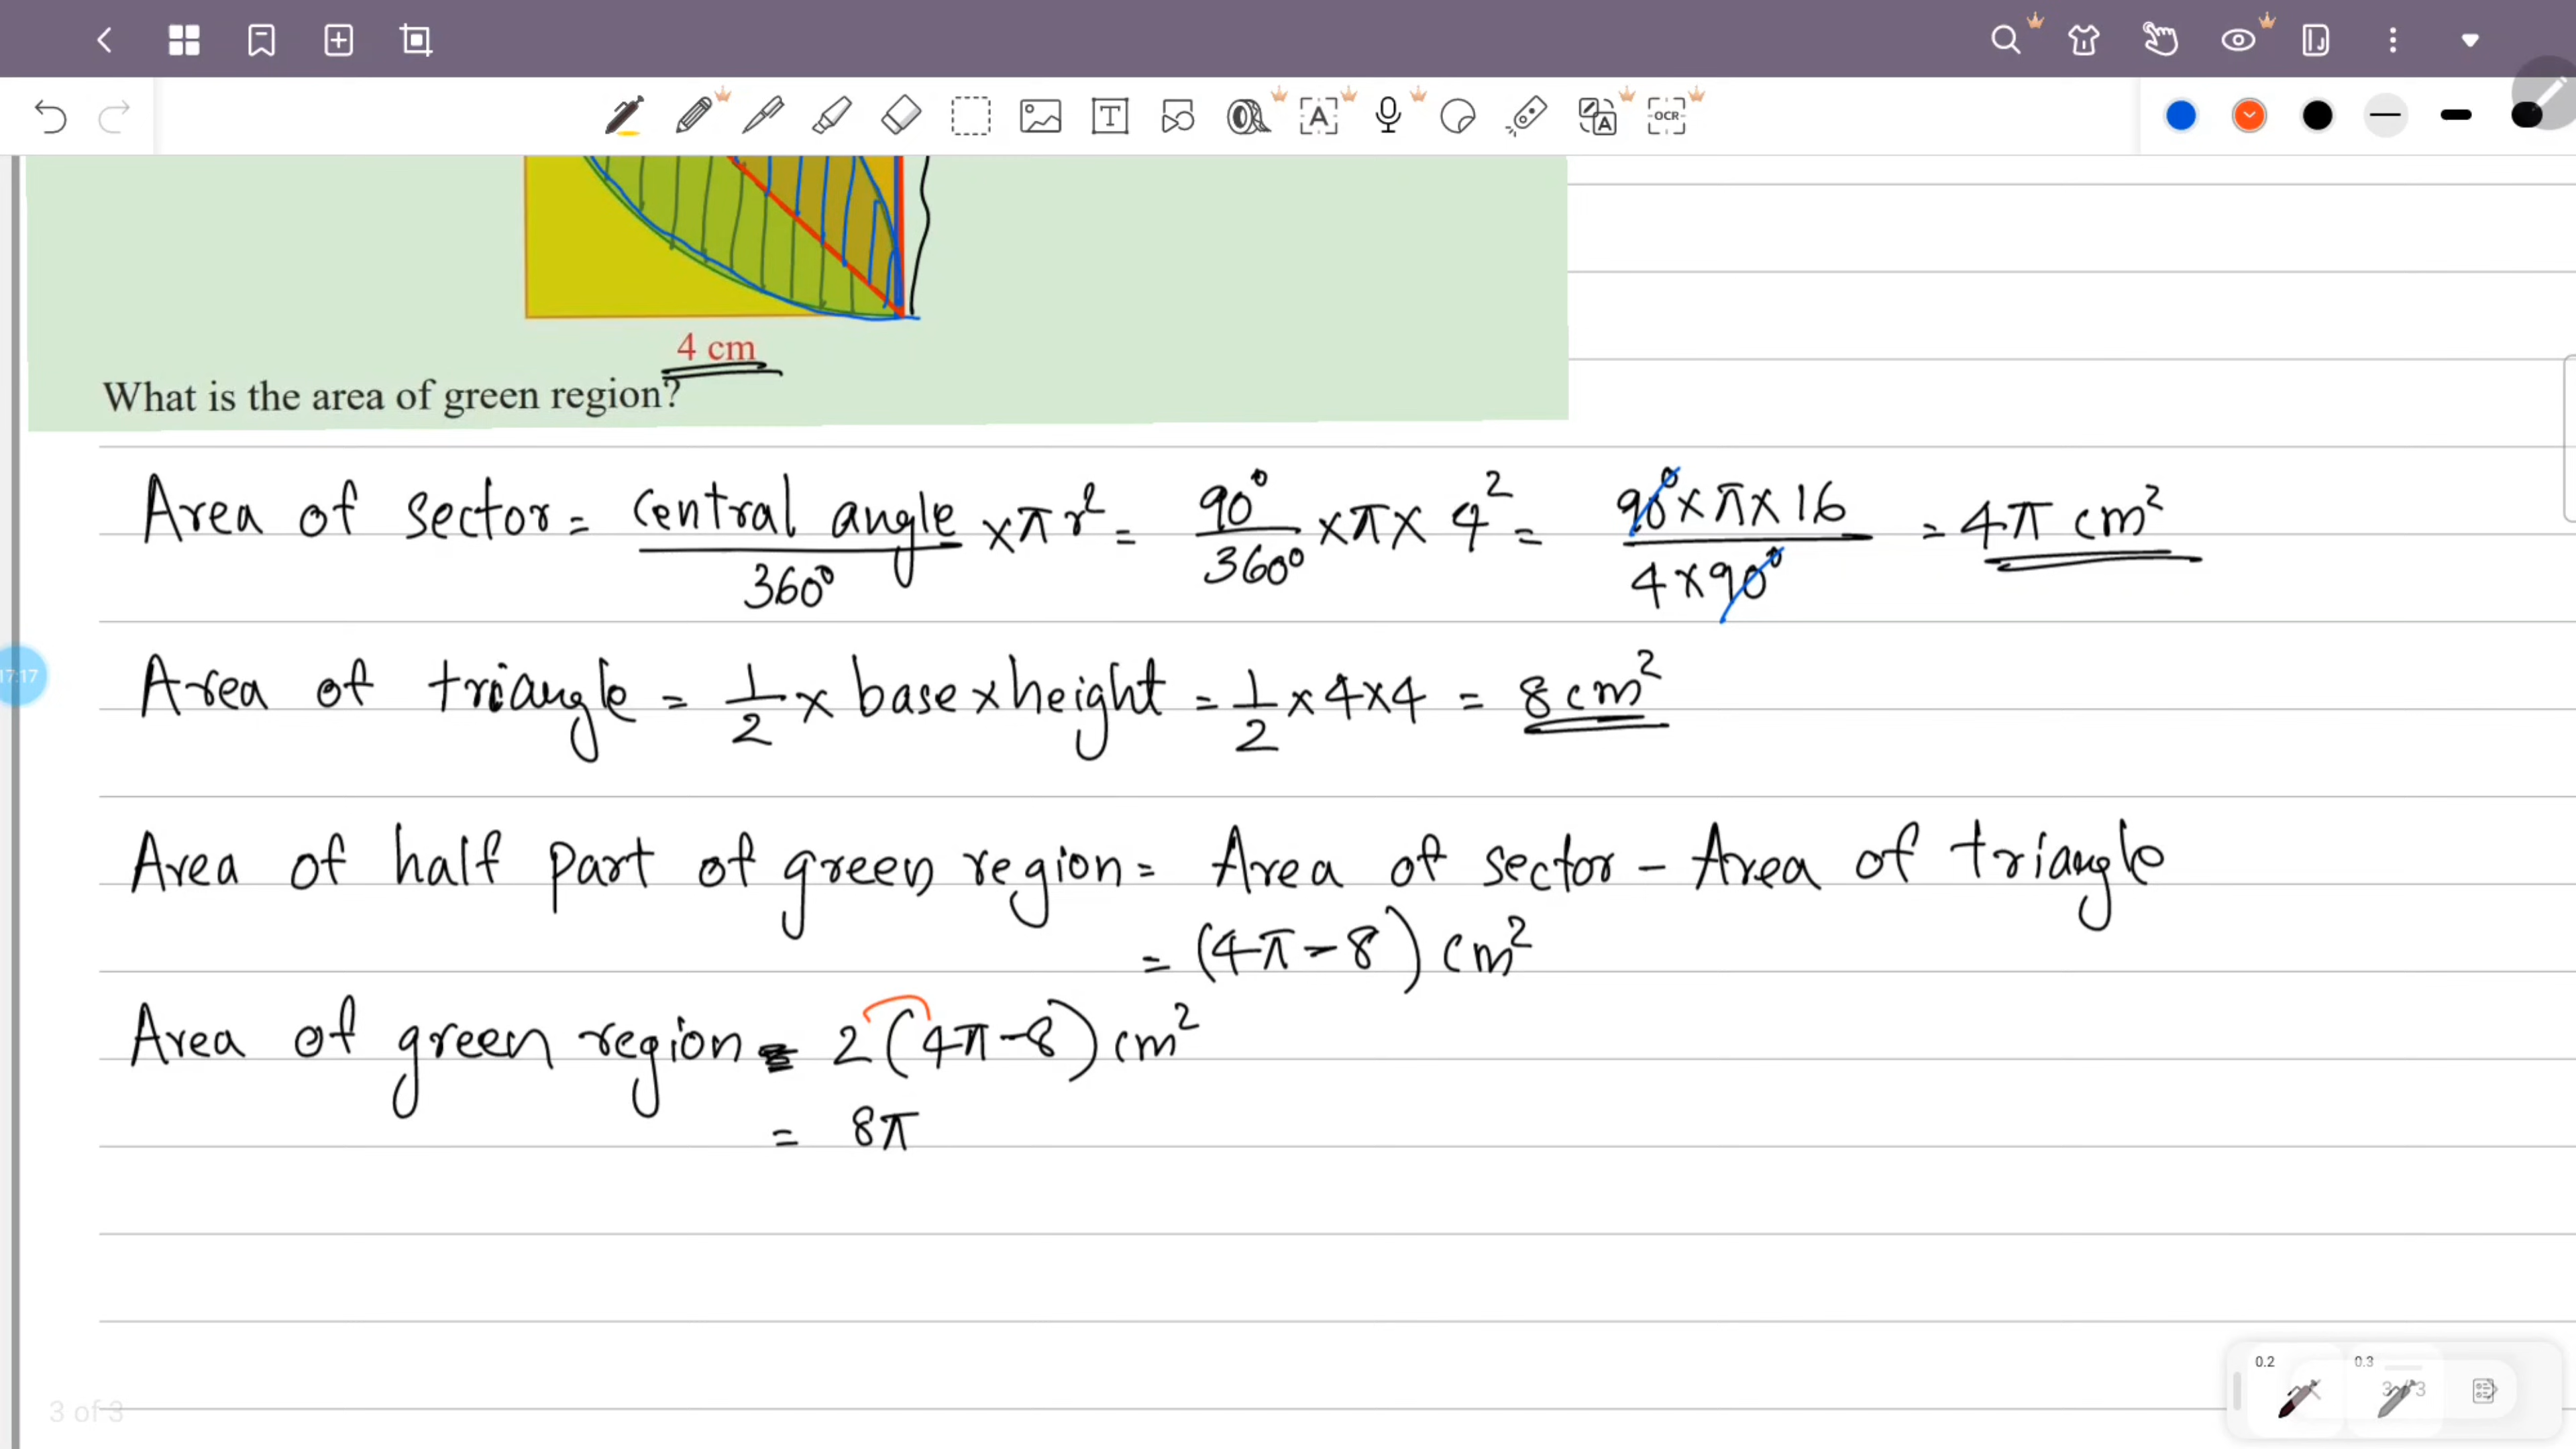 4 cm
What is the area of green region?
Area of sector = central angle/360° × πr² = 90°/360° × π × 4² = 90° × π × 16/4 × 90° = 4π cm²
17:17
Area of triangle = 1/2 × base × height = 1/2 × 4 × 4 = 8 cm²
Area of half part of green region = Area of sector - Area of triangle
= (4π - 8) cm²
Area of green region = 2 (4π - 8) cm²
= 8π
0.2 0.3
3 of 3